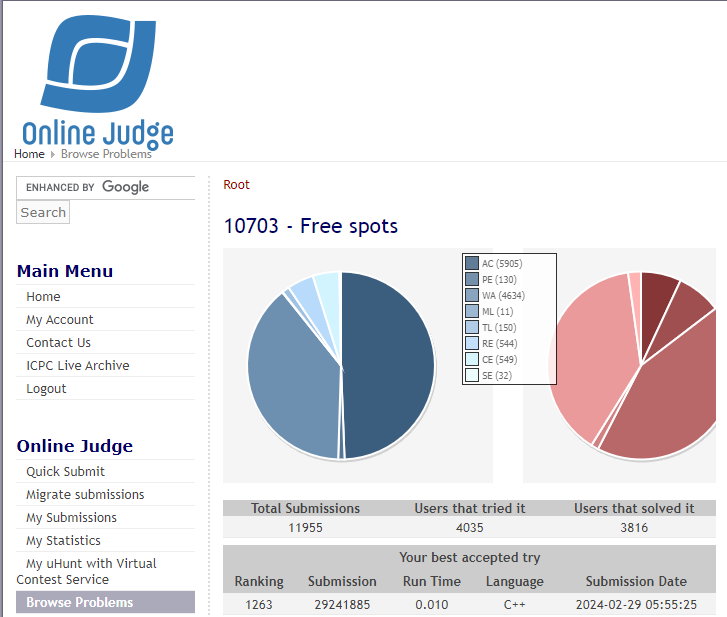 Online Judge
Home Browse Problems
ENHANCED BY Google
Search
Main Menu
Home
My Account
Contact Us
ICPC Live Archive
Logout
Online Judge
Quick Submit
Migrate submissions
My Submissions
My Statistics
My uHunt with Virtual
Contest Service
Browse Problems
Root
10703 - Free spots
AC (5905)
PE (130)
WA (4634)
ML (11)
TL (150)
RE (544)
CE (549)
SE (32)
Total Submissions Users that tried it Users that solved it
11955 4035 3816
Your best accepted try
Ranking Submission Run Time Language Submission Date
1263 29241885 0.010 C++ 2024-02-29 05:55:25